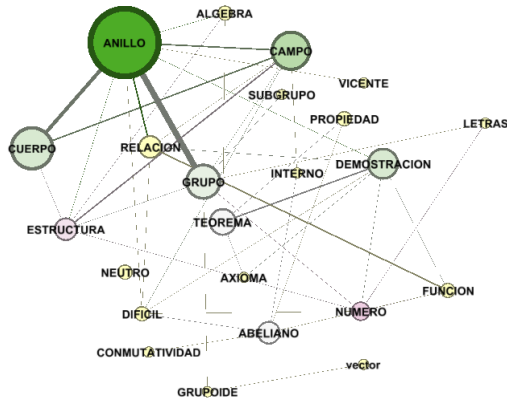 ALGEBRA
ANILLO
CAMPO
VICENTE
SUBGRUPO
PROPIEDAD
LETRAS
CUERPO
RELACIÓN
DEMOSTRACION
INTERNO
GRUPO
TEOREMA
ESTRUCTURA
NEUTRO
AXIOMA
FUNCION
DIFICIL
NUMERO
ABELIANO
CONMUTATIVIDAD
vector
GRUPOIDE